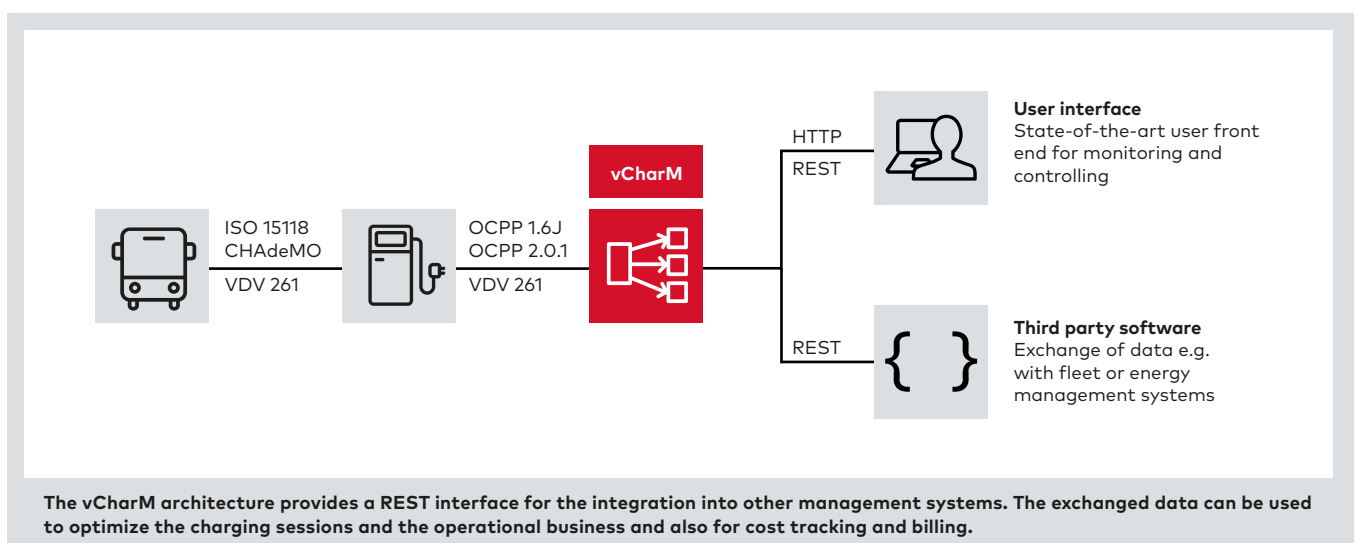 ISO 15118
CHAdeMO
VDV 261
OCPP 1.6J
OCPP 2.0.1
VDV 261
vCharM
HTTP
REST
User interface
State-of-the-art user front
end for monitoring and
controlling
REST
{ }
Third party software
Exchange of data e.g.
with fleet or energy
management systems
The vCharM architecture provides a REST interface for the integration into other management systems. The exchanged data can be used
to optimize the charging sessions and the operational business and also for cost tracking and billing.